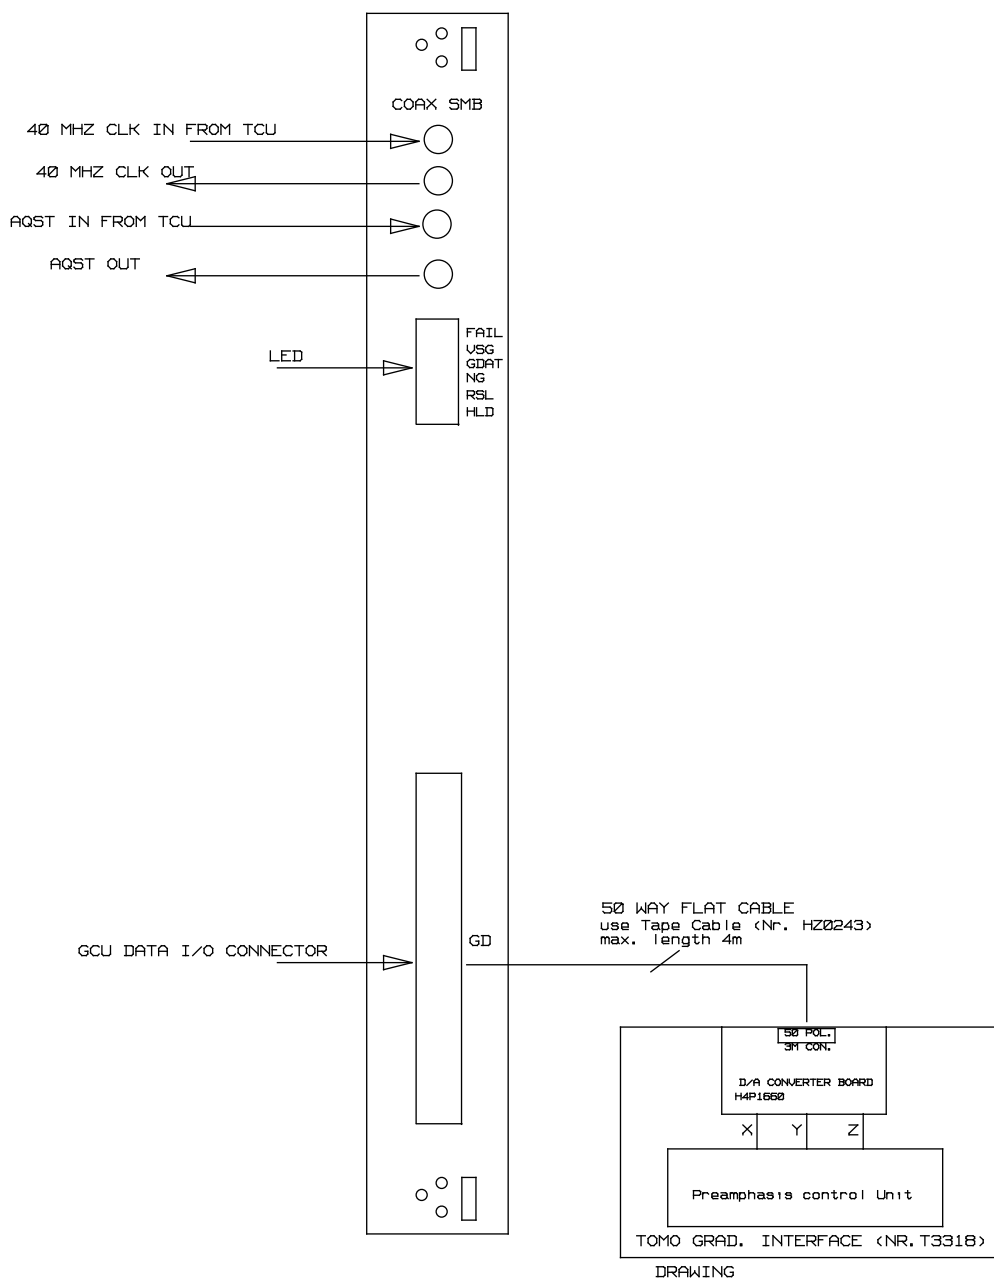 COAX SMB
40 MHZ CLK IN FROM TCU
40 MHZ CLK OUT
AQST IN FROM TCU
AQST OUT
LED
FAIL
VSG
GDAT
NG
RSL
HLD
50 WAY FLAT CABLE
use Tape Cable (Nr. HZ0243)
max. length 4m
GD
GCU DATA I/O CONNECTOR
50 POL.
3M CON.
D/A CONVERTER BOARD
H4P1660
X Y Z
Preamphasis control Unit
TOMO GRAD. INTERFACE (NR.T3318)
DRAWING